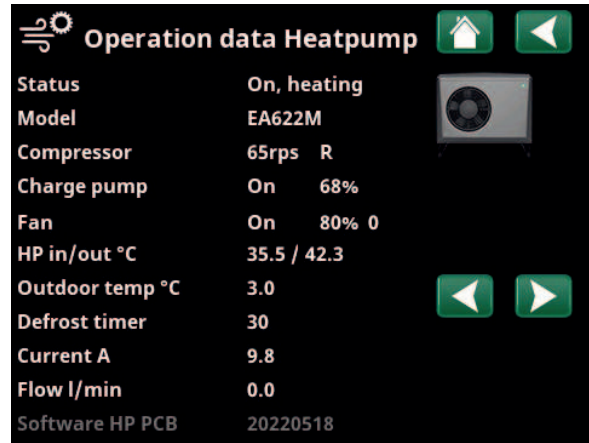 Operation data Heatpump
Status On, heating
Model EA622M
Compressor 65rps R
Charge pump On 68%
Fan On 80% 0
HP in/out °C 35.5 / 42.3
Outdoor temp °C 3.0
Defrost timer 30
Current A 9.8
Flow l/min 0.0
Software HP PCB 20220518